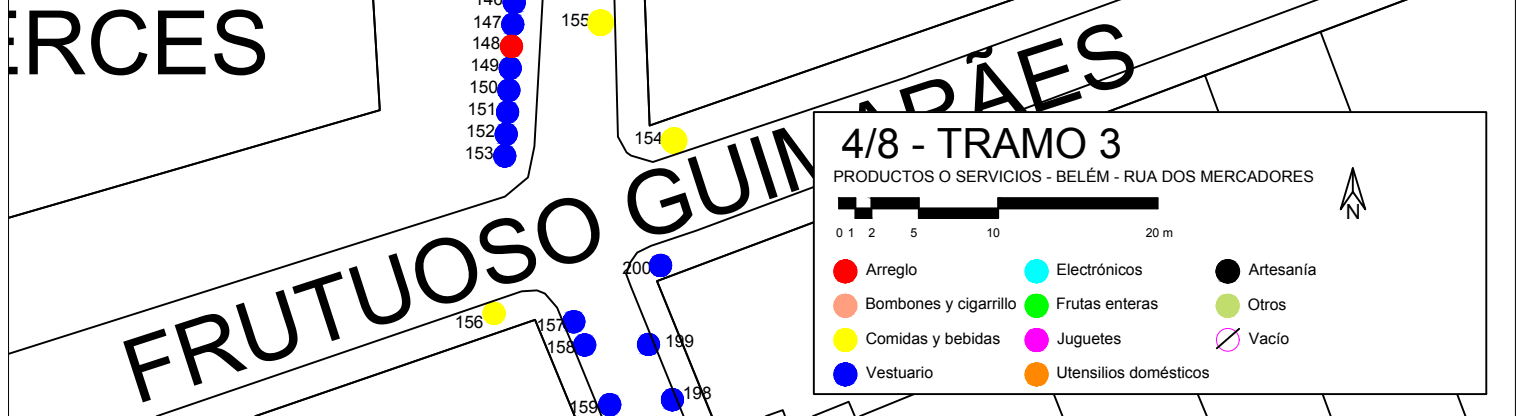 146
147
148
149
150
151
152
153
155
154
ERCES
FRUTUOSO GUIMARÃES
156
157
158
159
200
199
198
4/8 - TRAMO 3
PRODUCTOS O SERVICIOS - BELÉM - RUA DOS MERCADORES
0 1 2 5 10 20 m
N
Arreglo
Bombones y cigarrillo
Comidas y bebidas
Vestuario
Electrónicos
Frutas enteras
Juguetes
Utensilios domésticos
Artesanía
Otros
Vacío